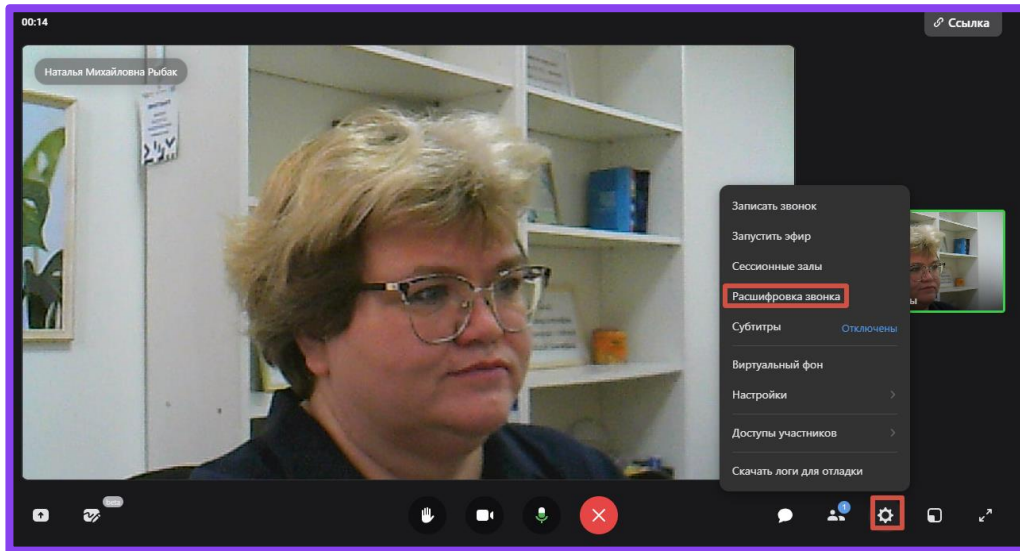 00:14
Ссылка
Наталья Михайловна Рыбак
Записать звонок
Запустить эфир
Сессионные залы
Расшифровка звонка
Субтитры Отключены
Виртуальный фон
Настройки
Доступы участников
Скачать логи для отладки
beta
1